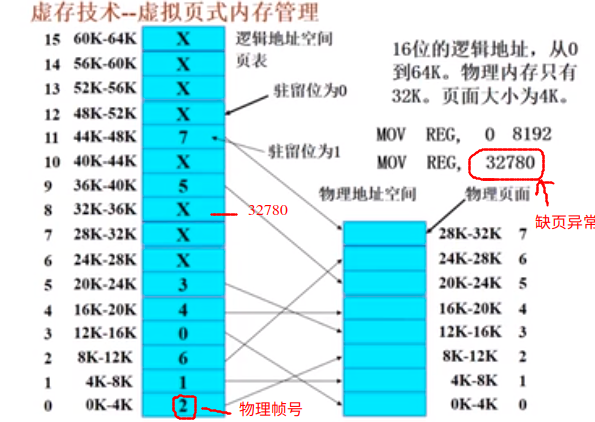 虚存技术--虚拟页式内存管理
15 60K-64K X
14 56K-60K X
13 52K-56K X
12 48K-52K X
11 44K-48K 7
10 40K-44K X
9 36K-40K 5
8 32K-36K X
7 28K-32K X
6 24K-28K X
5 20K-24K 3
4 16K-20K 4
3 12K-16K 0
2 8K-12K 6
1 4K-8K 1
0 0K-4K 2
逻辑地址空间
页表
驻留位为0
驻留位为1
32780
物理帧号
16位的逻辑地址，从0
到64K。物理内存只有
32K。页面大小为4K。
MOV REG, 0 8192
MOV REG, 32780
缺页异常
物理地址空间
物理页面
28K-32K 7
24K-28K 6
20K-24K 5
16K-20K 4
12K-16K 3
8K-12K 2
4K-8K 1
0K-4K 0